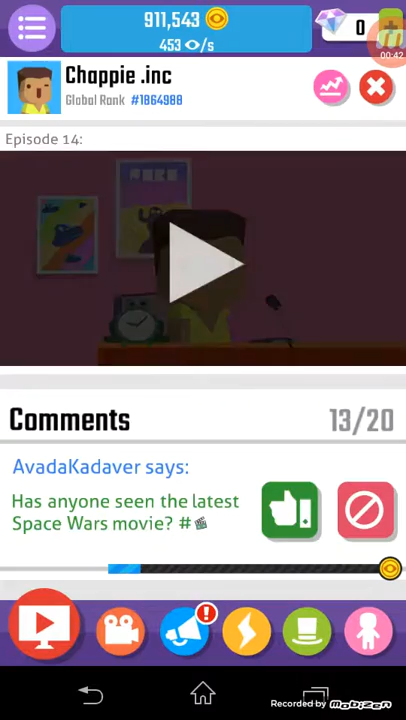 911,543
453 /s
0
00:42
Chappie .inc
Global Rank #1864988
Episode 14:
Comments 13/20
AvadaKadaver says:
Has anyone seen the latest
Space Wars movie? #🎬
Recorded by Mobizen